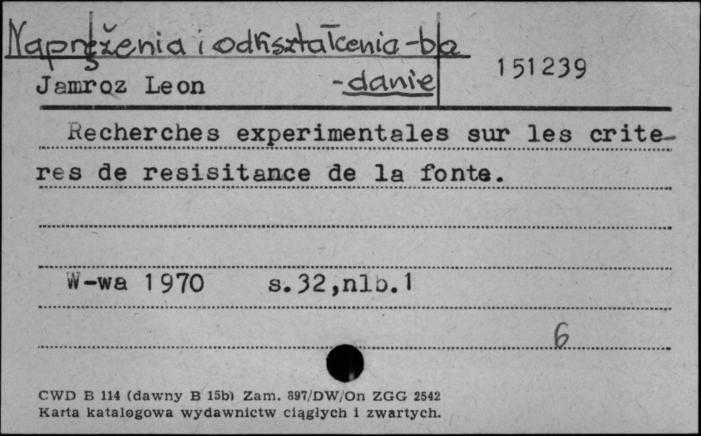 Naprężenia i odkształcenia-ba
-danie
151239
Jamroz Leon
Recherches experimentales sur les crite-
res de resisitance de la fonte.
W-wa 1970 s.32,nlb.1
6
CWD B 114 (dawny B 15b) Zam. 897/DW/On ZGG 2542
Karta katalogowa wydawnictw ciągłych i zwartych.